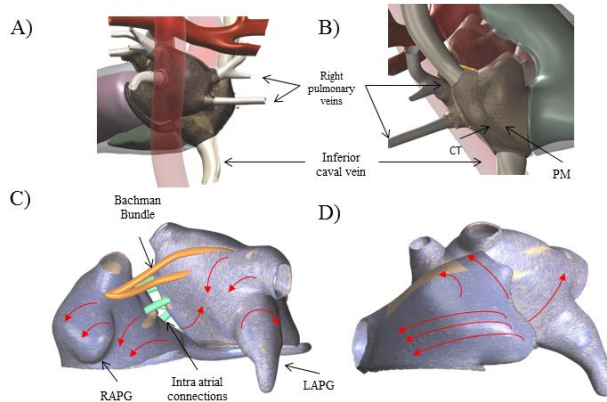 A)
B)
Right
pulmonary
veins
Inferior
caval vein
CT
PM
C)
Bachman
Bundle
D)
RAPG
Intra atrial
connections
LAPG